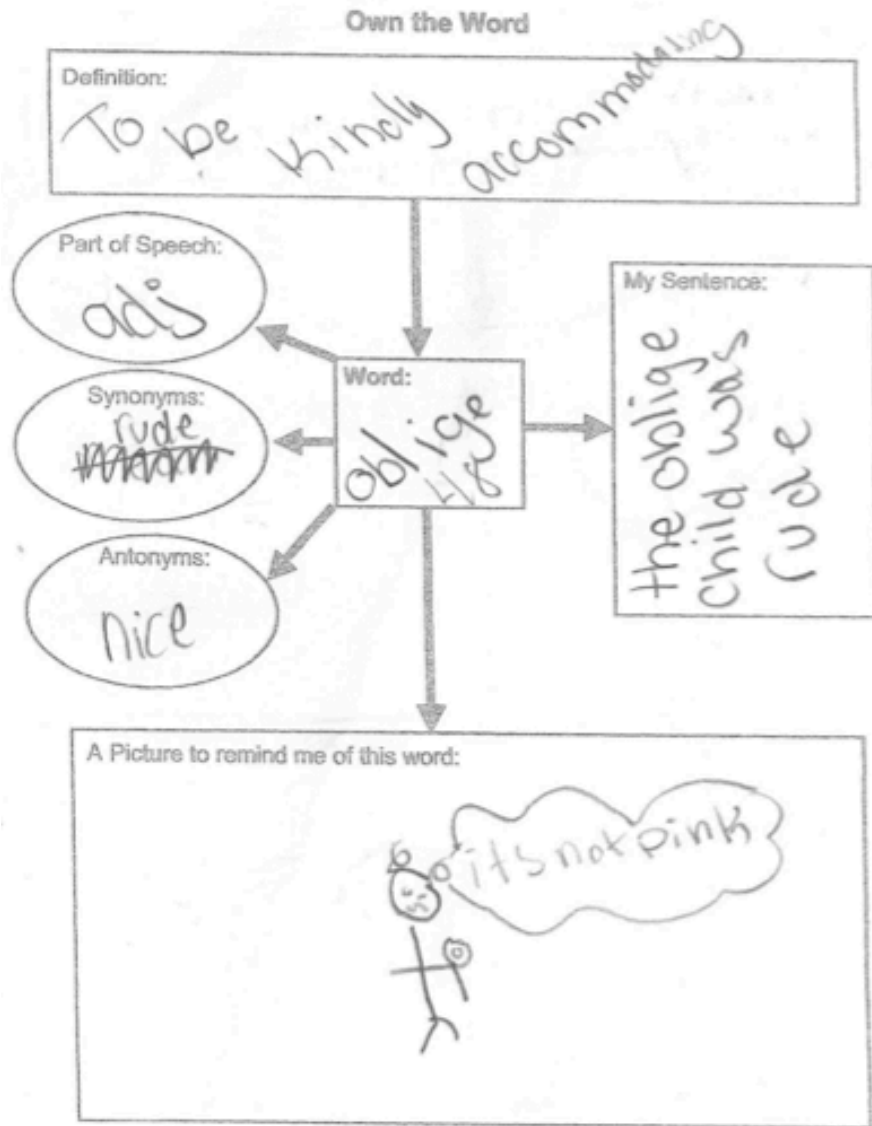 Own the Word
Definition:
To be kindly accommodating
Part of Speech:
adj
Synonyms:
rude
Antonyms:
nice
Word:
oblige
My Sentence:
the oblige
child was
rude
A Picture to remind me of this word:
its not pink